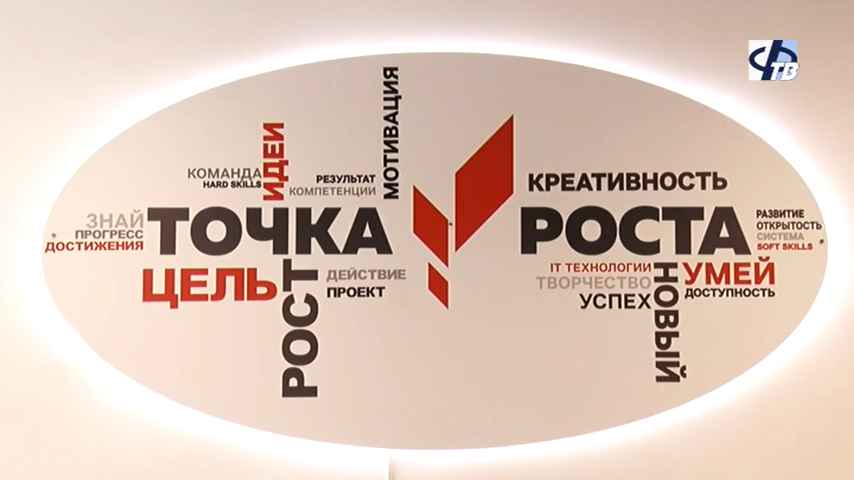 ФТВ
МОТИВАЦИЯ
ИДЕИ
КОМАНДА
HARD SKILLS
РЕЗУЛЬТАТ
КОМПЕТЕНЦИИ
КРЕАТИВНОСТЬ
ЗНАЙ
ПРОГРЕСС
ДОСТИЖЕНИЯ
ТОЧКА РОСТА
РАЗВИТИЕ
ОТКРЫТОСТЬ
СИСТЕМА
SOFT SKILLS
ЦЕЛЬ
РОСТ
ДЕЙСТВИЕ
ПРОЕКТ
IT ТЕХНОЛОГИИ
ТВОРЧЕСТВО
УСПЕХ
НОВЫЙ
УМЕЙ
ДОСТУПНОСТЬ